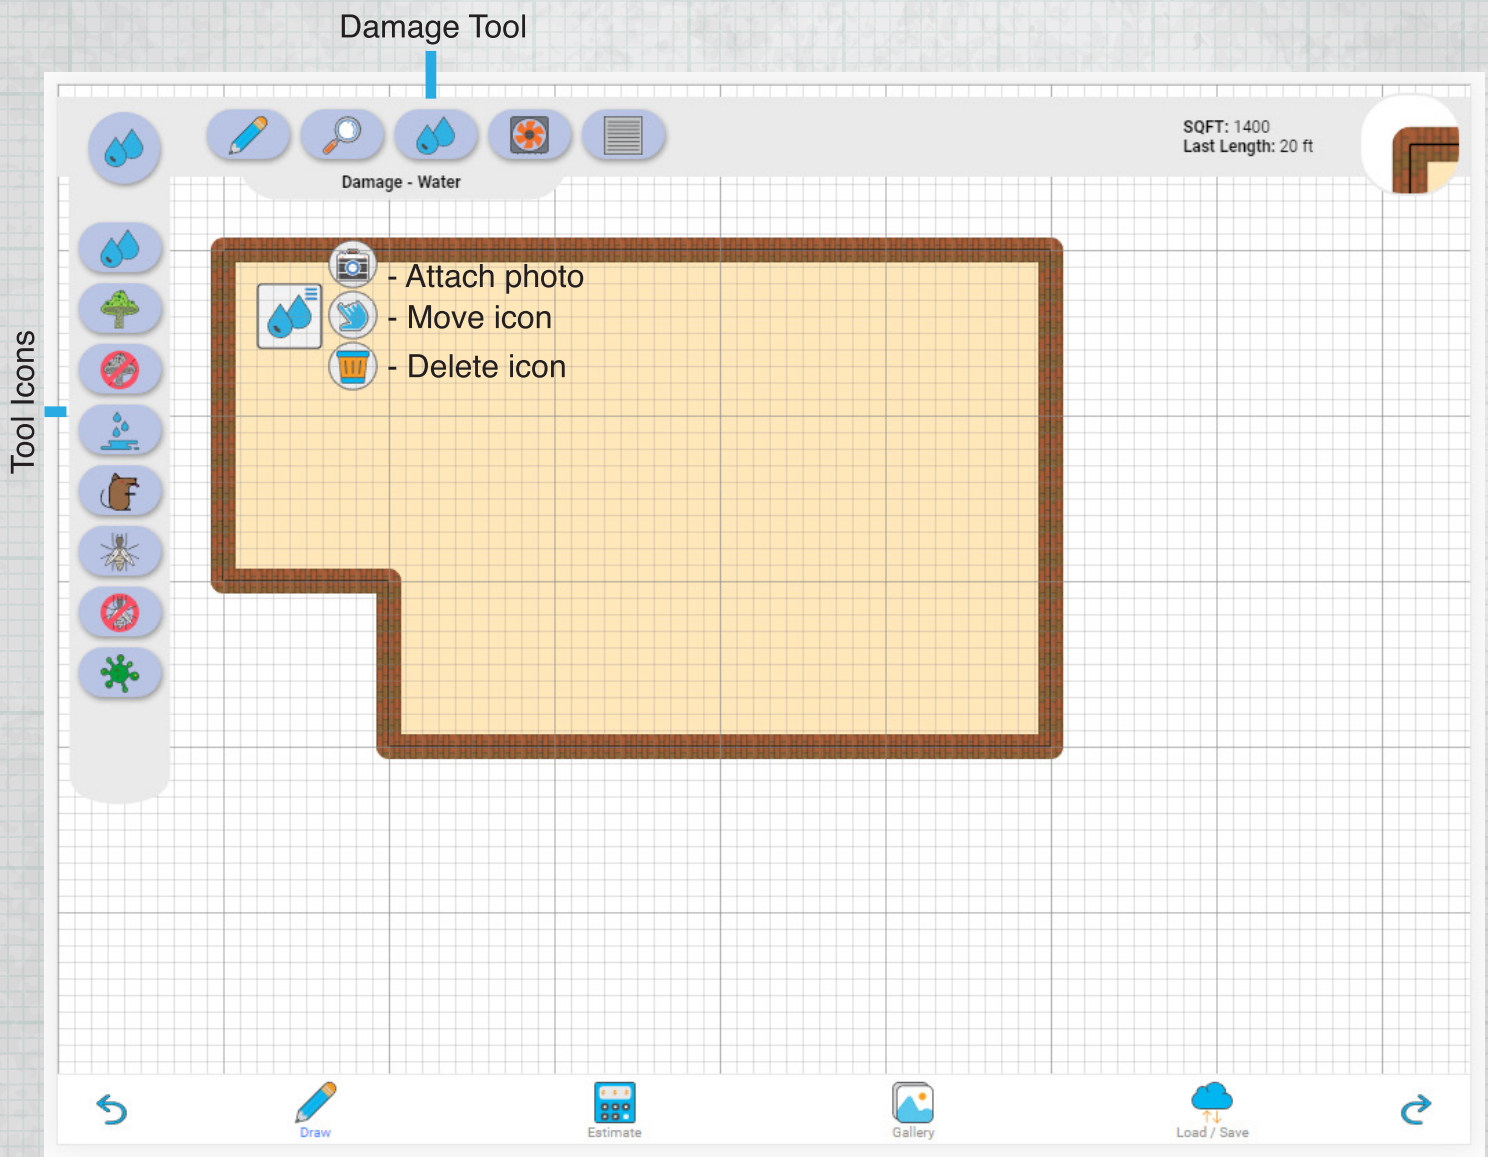 Damage Tool
SQFT: 1400
Last Length: 20 ft
Damage - Water
- Attach photo
- Move icon
- Delete icon
Tool Icons
Draw
Estimate
Gallery
Load / Save